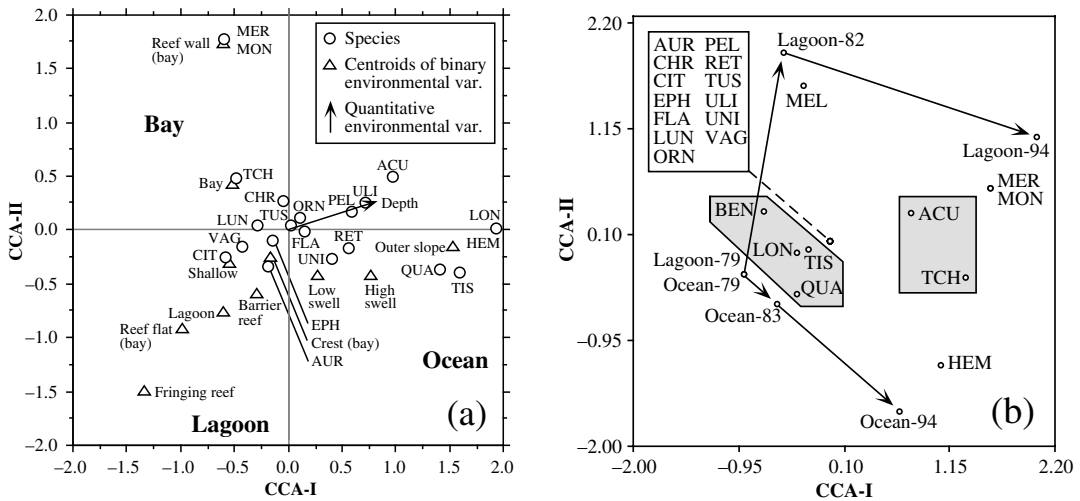 (a)
2.0
1.5
1.0
0.5
0.0
−0.5
−1.0
−1.5
−2.0
CCA-II
−2.0 −1.5 −1.0 −0.5 0.0 0.5 1.0 1.5 2.0
CCA-I
Species
Centroids of binary
environmental var.
Quantitative
environmental var.
Reef wall
(bay)
MER
MON
Bay
TCH
Bay
CHR
ACU
ULI
PEL
Depth
ORN
TUS
LUN
LON
HEM
VAG
FLA
RET
CIT
Shallow
UNI
Outer slope
QUA
TIS
Low
swell
High
swell
Barrier
reef
Lagoon
Reef flat
(bay)
EPH
Crest (bay)
AUR
Fringing reef
Ocean
Lagoon
(b)
2.20
1.15
0.10
−0.95
−2.00
CCA-II
−2.00 −0.95 0.10 1.15 2.20
CCA-I
AUR PEL
CHR RET
CIT TUS
EPH ULI
FLA UNI
LUN VAG
ORN
Lagoon-82
MEL
Lagoon-94
MER
MON
BEN
ACU
LON
TIS
Lagoon-79
Ocean-79
QUA
TCH
Ocean-83
HEM
Ocean-94